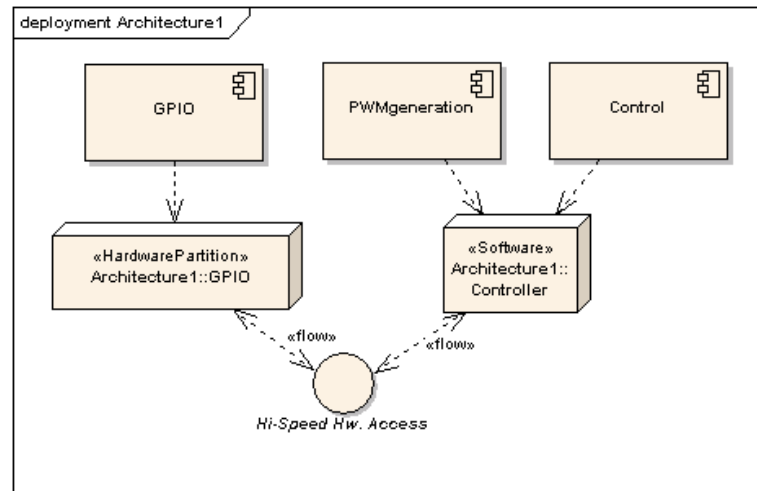 deployment Architecture1
GPIO
PWMgeneration
Control
«HardwarePartition»
Architecture1::GPIO
«Software»
Architecture1::
Controller
«flow»
«flow»
Hi-Speed Hw. Access